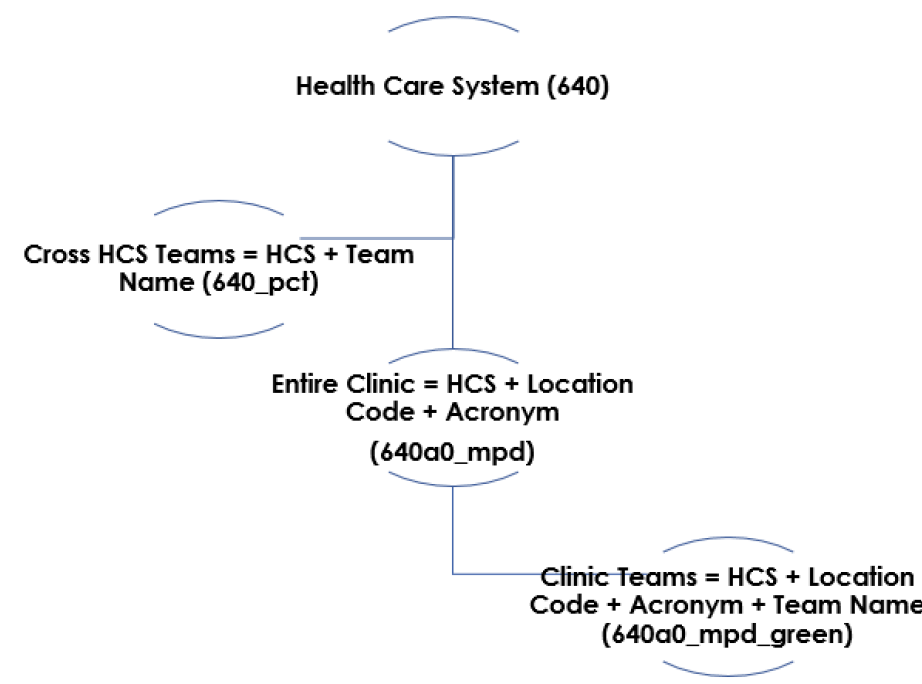 Health Care System (640)
Cross HCS Teams = HCS + Team
Name (640_pct)
Entire Clinic = HCS + Location
Code + Acronym
(640a0_mpd)
Clinic Teams = HCS + Location
Code + Acronym + Team Name
(640a0_mpd_green)